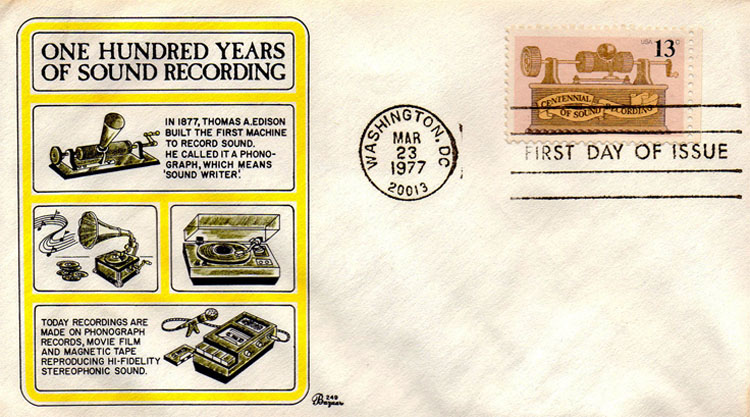 ONE HUNDRED YEARS
OF SOUND RECORDING
IN 1877, THOMAS A. EDISON
BUILT THE FIRST MACHINE
TO RECORD SOUND.
HE CALLED IT A PHONO-
GRAPH, WHICH MEANS
'SOUND WRITER'.
TODAY RECORDINGS ARE
MADE ON PHONOGRAPH
RECORDS, MOVIE FILM
AND MAGNETIC TAPE
REPRODUCING HI-FIDELITY
STEREOPHONIC SOUND.
249
Bazaar
WASHINGTON, DC
MAR
23
1977
20013
USA 13c
CENTENNIAL
OF SOUND RECORDING
FIRST DAY OF ISSUE